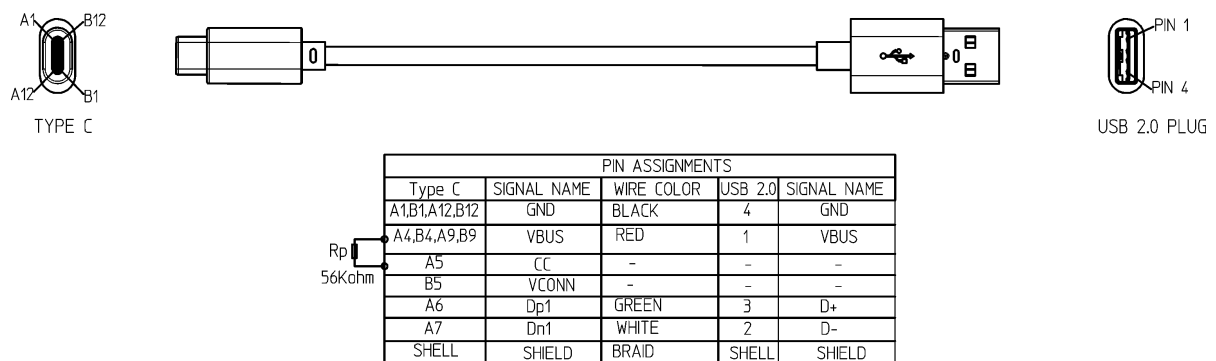 A1 B12
A12 B1
TYPE C
PIN 1
PIN 4
USB 2.0 PLUG
PIN ASSIGNMENTS
Type C SIGNAL NAME WIRE COLOR USB 2.0 SIGNAL NAME
A1,B1,A12,B12 GND BLACK 4 GND
A4,B4,A9,B9 VBUS RED 1 VBUS
A5 CC - - -
B5 VCONN - - -
A6 Dp1 GREEN 3 D+
A7 Dn1 WHITE 2 D-
SHELL SHIELD BRAID SHELL SHIELD
Rp
56Kohm